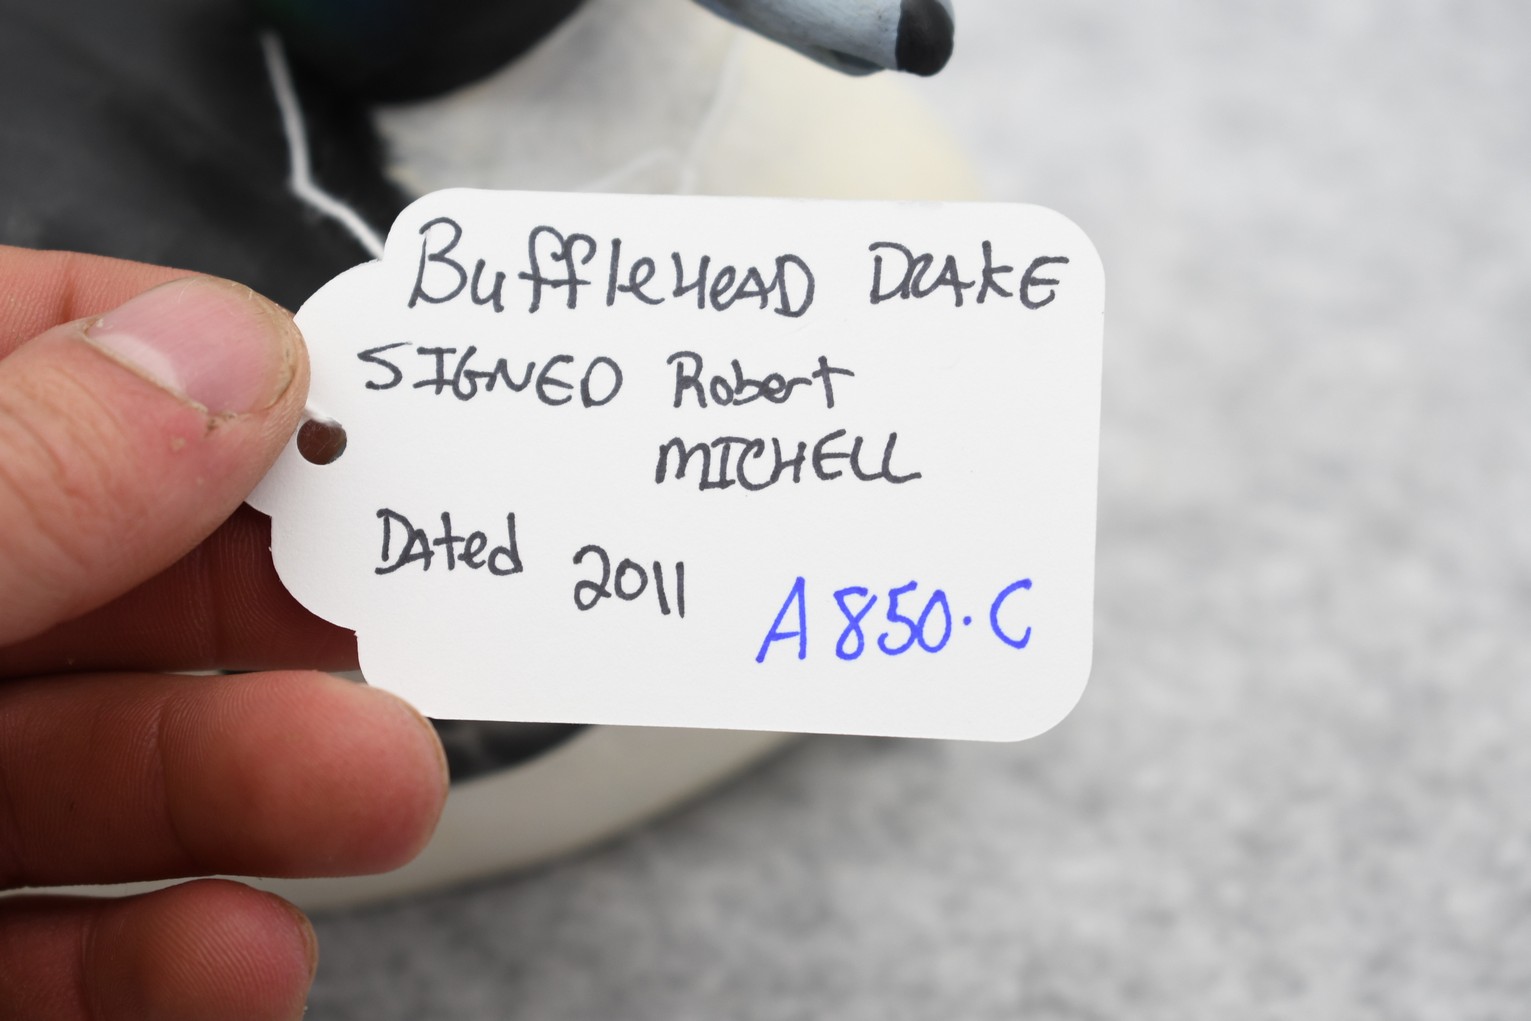 BuffleHeAD DRAKE
SIGNED Robert
MICHELL
DAted 2011
A850.C